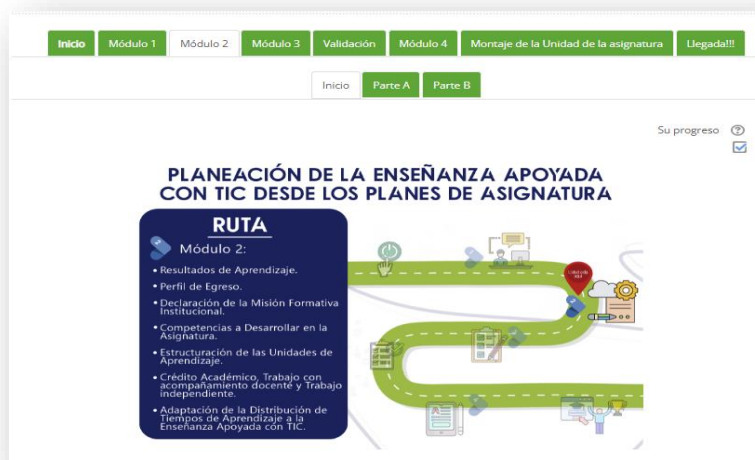 Inicio
Módulo 1
Módulo 2
Módulo 3
Validación
Módulo 4
Montaje de la Unidad de la asignatura
Llegada!!!
Inicio
Parte A
Parte B
Su progreso
PLANEACIÓN DE LA ENSEÑANZA APOYADA
CON TIC DESDE LOS PLANES DE ASIGNATURA
RUTA
Módulo 2:
• Resultados de Aprendizaje.
• Perfil de Egreso.
• Declaración de la Misión Formativa
Institucional.
• Competencias a Desarrollar en la
Asignatura.
• Estructuración de las Unidades de
Aprendizaje.
• Crédito Académico, Trabajo con
acompañamiento docente y Trabajo
independiente.
• Adaptación de la Distribución de
Tiempos de Aprendizaje a la
Enseñanza Apoyada con TIC.